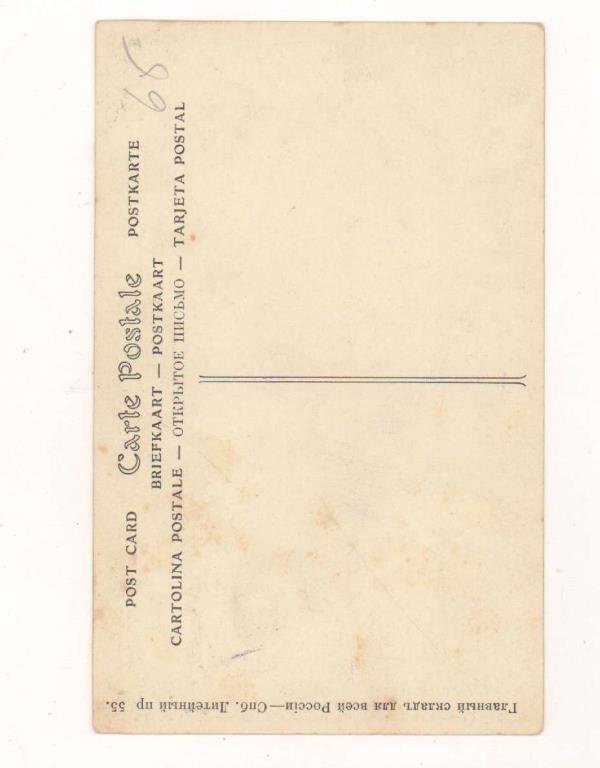 68
POST CARD Carte Postale POSTKARTE
BRIEFKAART — POSTKAART
CARTOLINA POSTALE — ОТКРЫТОЕ ПИСЬМО — TARJETA POSTAL
Главный складъ для всей Россіи—Спб. Литейный пр 55.